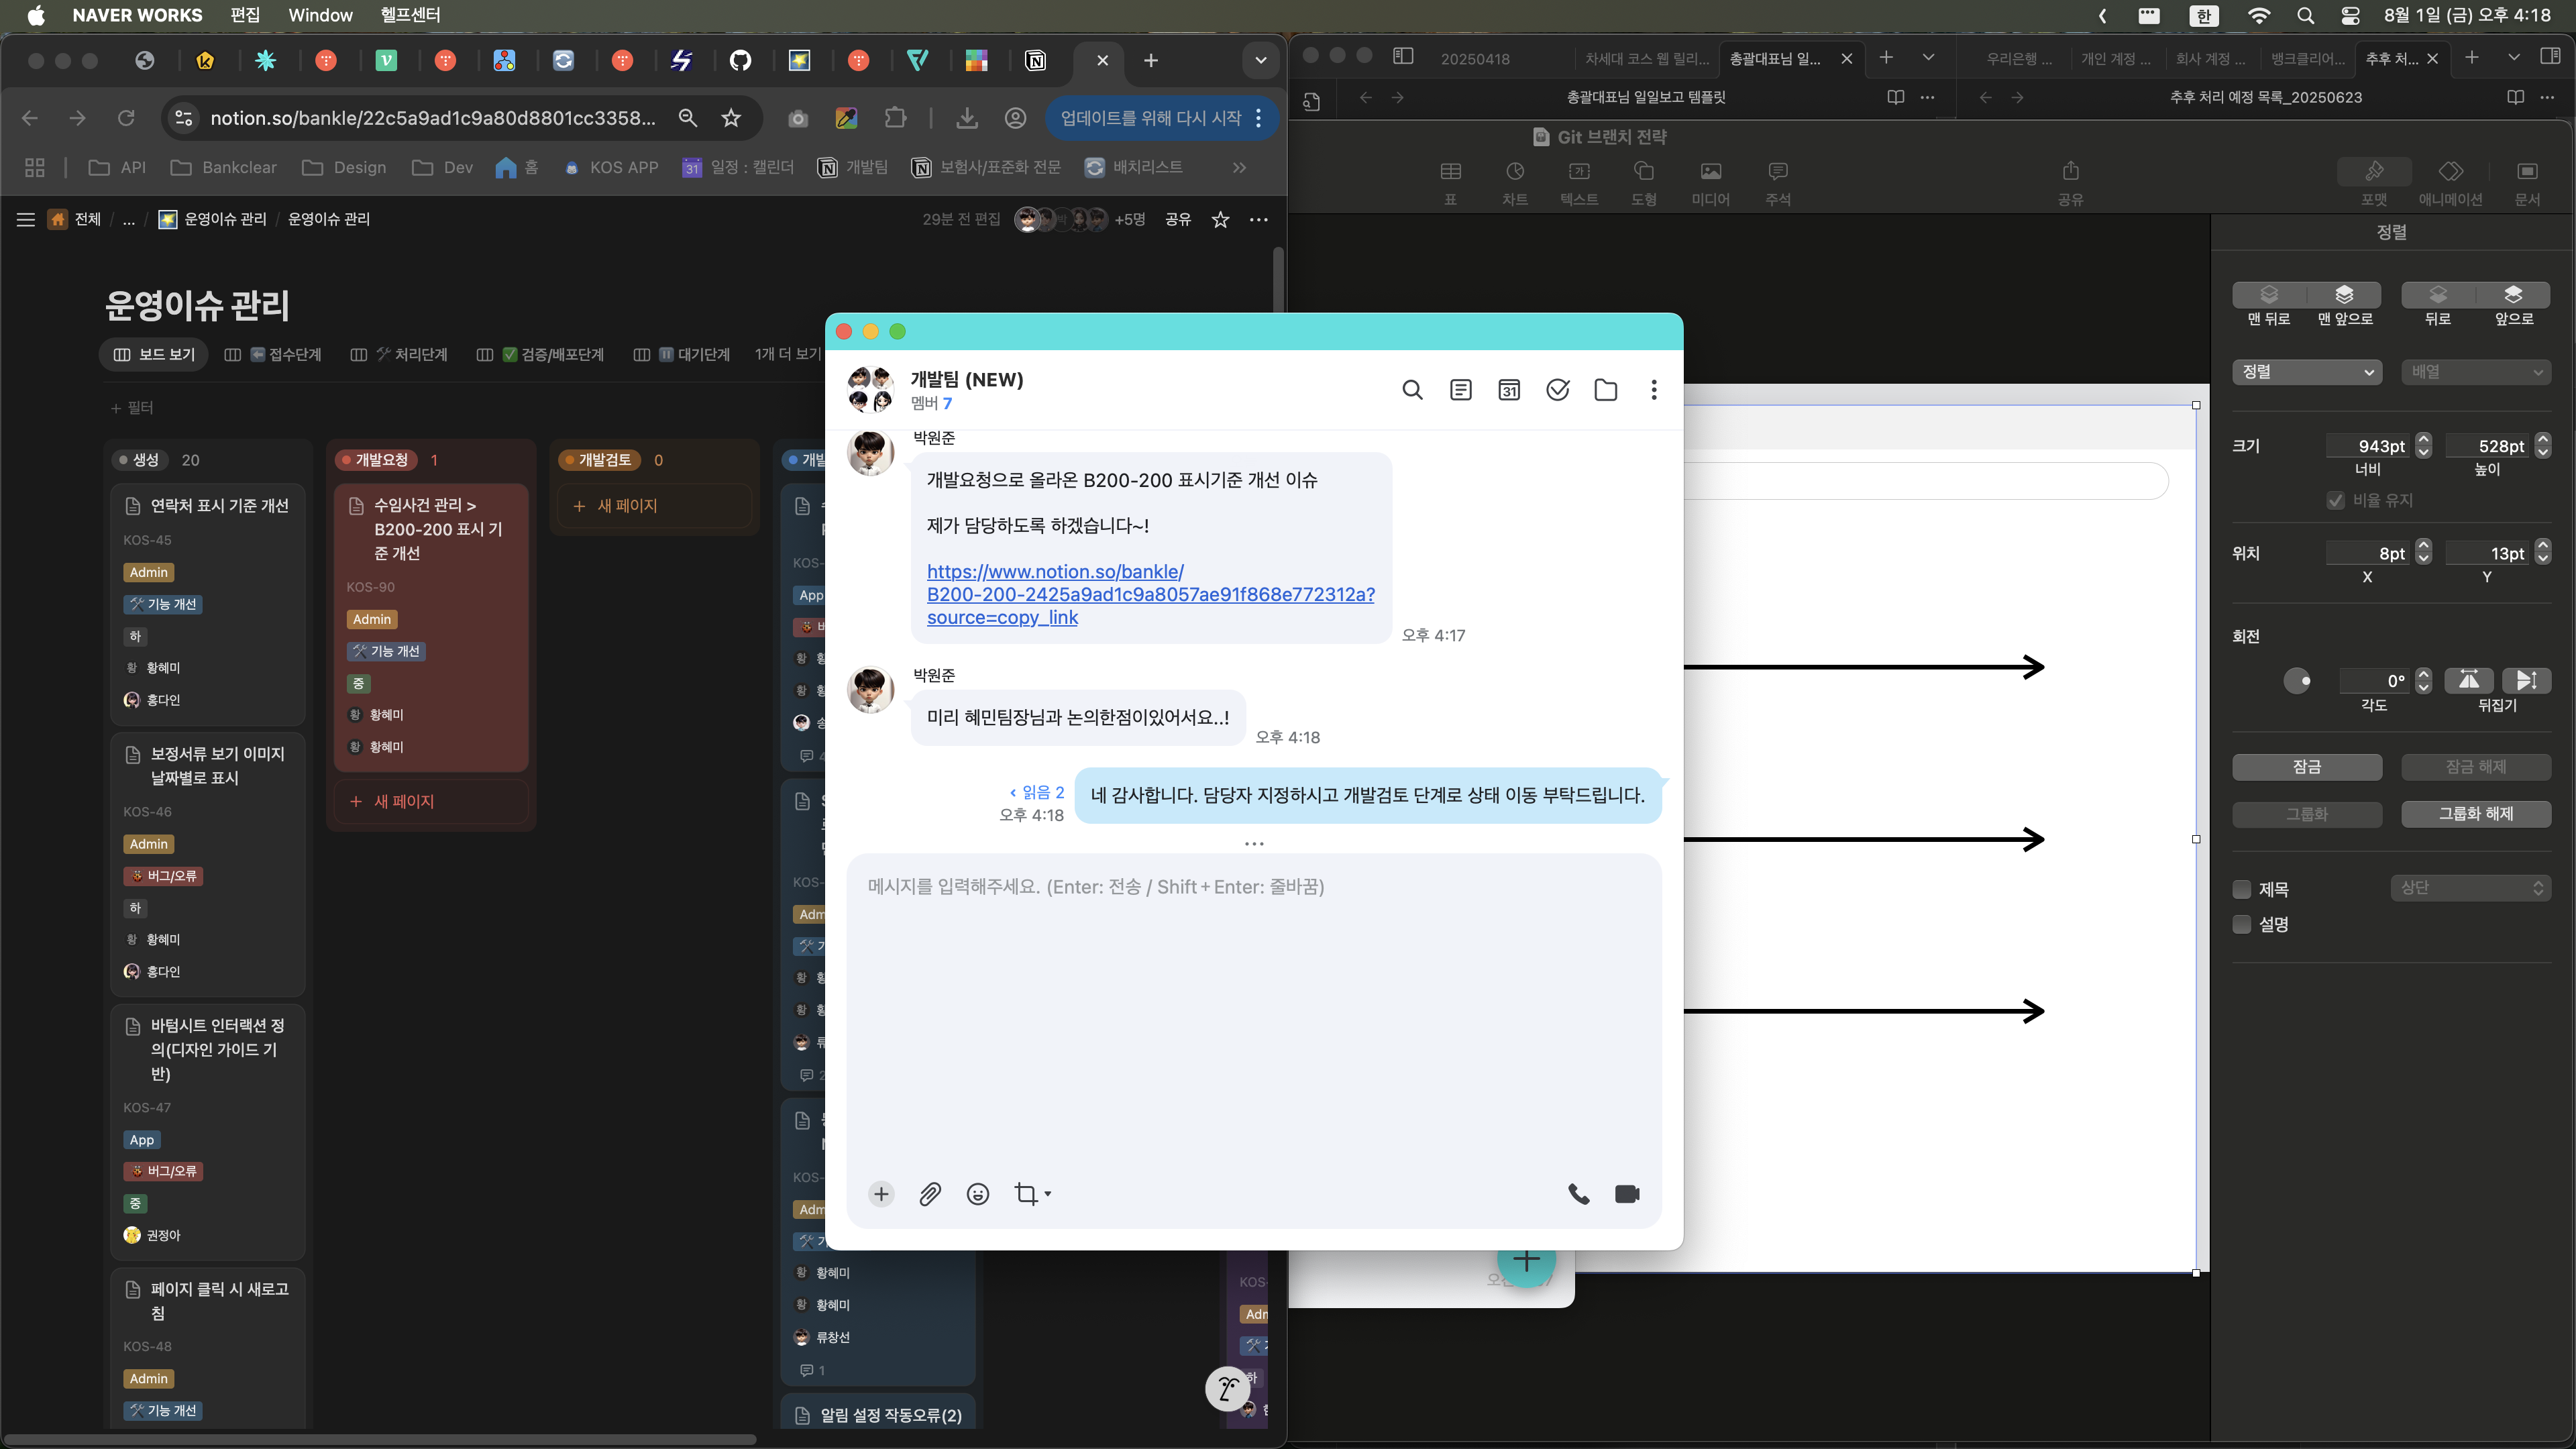 NAVER WORKS 편집 Window 헬프센터
한 8월 1일 (금) 오후 4:18
notion.so/bankle/22c5a9ad1c9a80d8801cc3358...
업데이트를 위해 다시 시작
API Bankclear Design Dev 홈 KOS APP 일정 : 캘린더 개발팀 보험사/표준화 전문 배치리스트
전체 / ... / 운영이슈 관리 / 운영이슈 관리
29분 전 편집 +5명 공유
운영이슈 관리
보드 보기 접수단계 처리단계 검증/배포단계 대기단계 1개 더 보기
+ 필터
생성 20
연락처 표시 기준 개선
KOS-45
Admin
기능 개선
하
황 황혜미
홍다인
보정서류 보기 이미지
날짜별로 표시
KOS-46
Admin
버그/오류
하
황 황혜미
홍다인
바텀시트 인터랙션 정
의(디자인 가이드 기
반)
KOS-47
App
버그/오류
중
권정아
페이지 클릭 시 새로고
침
KOS-48
Admin
기능 개선
개발요청 1
수임사건 관리 >
B200-200 표시 기
준 개선
KOS-90
Admin
기능 개선
중
황 황혜미
황 황혜미
+ 새 페이지
개발검토 0
+ 새 페이지
개발
KOS-
App
황
황
송
KOS-
Adm
황
황
류
2
KOS-
Adm
황 황혜미
황 황혜미
류창선
1
알림 설정 작동오류(2)
KOS-
Adm
하
개발팀 (NEW)
멤버 7
31
박원준
개발요청으로 올라온 B200-200 표시기준 개선 이슈
제가 담당하도록 하겠습니다~!
https://www.notion.so/bankle/
B200-200-2425a9ad1c9a8057ae91f868e772312a?
source=copy_link
오후 4:17
박원준
미리 혜민팀장님과 논의한점이있어서요..!
오후 4:18
네 감사합니다. 담당자 지정하시고 개발검토 단계로 상태 이동 부탁드립니다.
읽음 2
오후 4:18
메시지를 입력해주세요. (Enter: 전송 / Shift + Enter: 줄바꿈)
20250418 차세대 코스 웹 릴리... 총괄대표님 일...
우리은행 ... 개인 계정 ... 회사 계정 ... 뱅크클리어... 추후 처...
총괄대표님 일일보고 템플릿
추후 처리 예정 목록_20250623
Git 브랜치 전략
표 차트 텍스트 도형 미디어 주석 공유 포맷 애니메이션 문서
정렬
맨 뒤로 맨 앞으로 뒤로 앞으로
정렬 배열
크기 943pt 528pt
너비 높이
비율 유지
위치 8pt 13pt
X Y
회전
0°
각도 뒤집기
잠금 잠금 해제
그룹화 그룹화 해제
제목 상단
설명